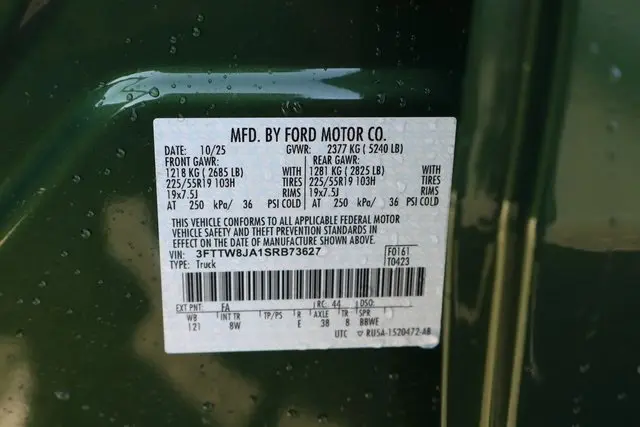 MFD. BY FORD MOTOR CO.
DATE: 10/25 GVWR: 2377 KG ( 5240 LB)
FRONT GAWR: REAR GAWR:
1218 KG ( 2685 LB) WITH 1281 KG ( 2825 LB) WITH
225/55R19 103H TIRES 225/55R19 103H TIRES
19x7.5J RIMS 19x7.5J RIMS
AT 250 kPa/ 36 PSI COLD AT 250 kPa/ 36 PSI COLD
THIS VEHICLE CONFORMS TO ALL APPLICABLE FEDERAL MOTOR
VEHICLE SAFETY AND THEFT PREVENTION STANDARDS IN
EFFECT ON THE DATE OF MANUFACTURE SHOWN ABOVE.
VIN: 3FTTW8JA1SRB73627 F0161
TYPE: Truck T0423
EXT PNT: FA RC: 44 DSO:
WB INT TR TP/PS R AXLE TR SPR
121 8W E 38 8 BBWE
UTC RU5A-1520472-AB